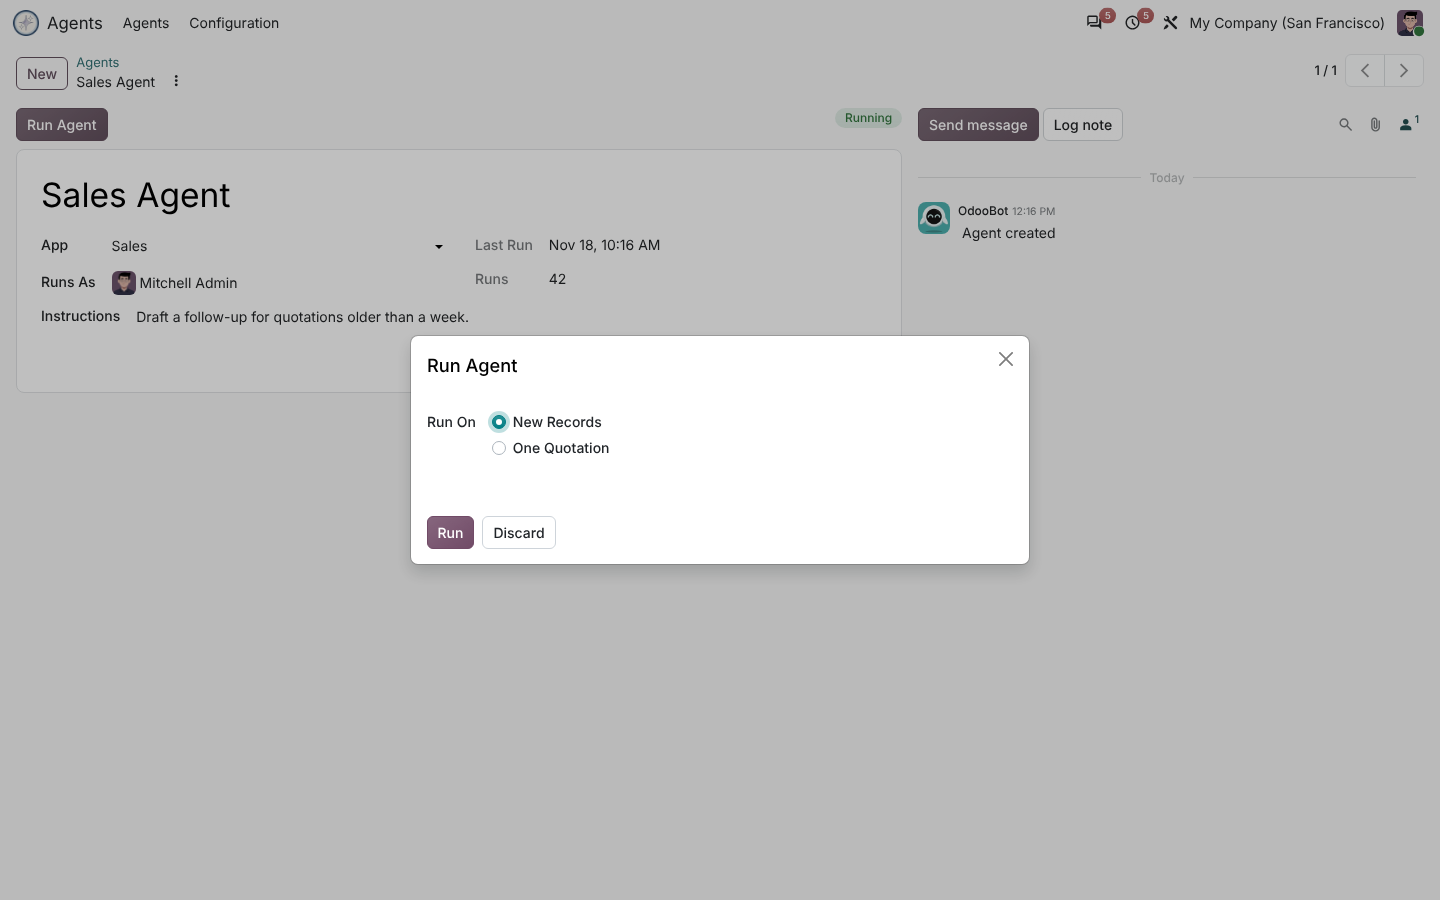 Agents
Agents
Configuration
5
5
My Company (San Francisco)
New
Agents
Sales Agent
1 / 1
Run Agent
Running
Send message
Log note
1
Sales Agent
App
Sales
Last Run
Nov 18, 10:16 AM
Runs As
Mitchell Admin
Runs
42
Instructions
Draft a follow-up for quotations older than a week.
Today
OdooBot 12:16 PM
Agent created
Run Agent
Run On
New Records
One Quotation
Run
Discard